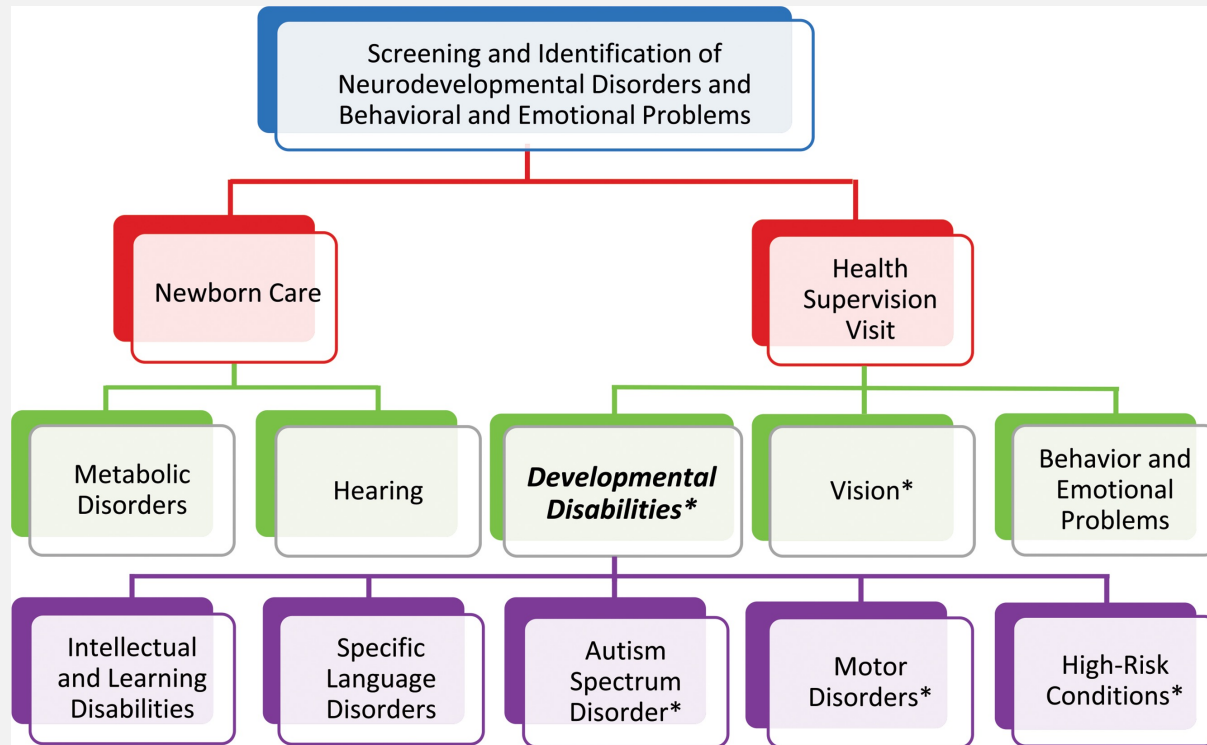 Screening and Identification of
Neurodevelopmental Disorders and
Behavioral and Emotional Problems
Newborn Care
Health
Supervision
Visit
Metabolic
Disorders
Hearing
Developmental
Disabilities*
Vision*
Behavior and
Emotional
Problems
Intellectual
and Learning
Disabilities
Specific
Language
Disorders
Autism
Spectrum
Disorder*
Motor
Disorders*
High-Risk
Conditions*